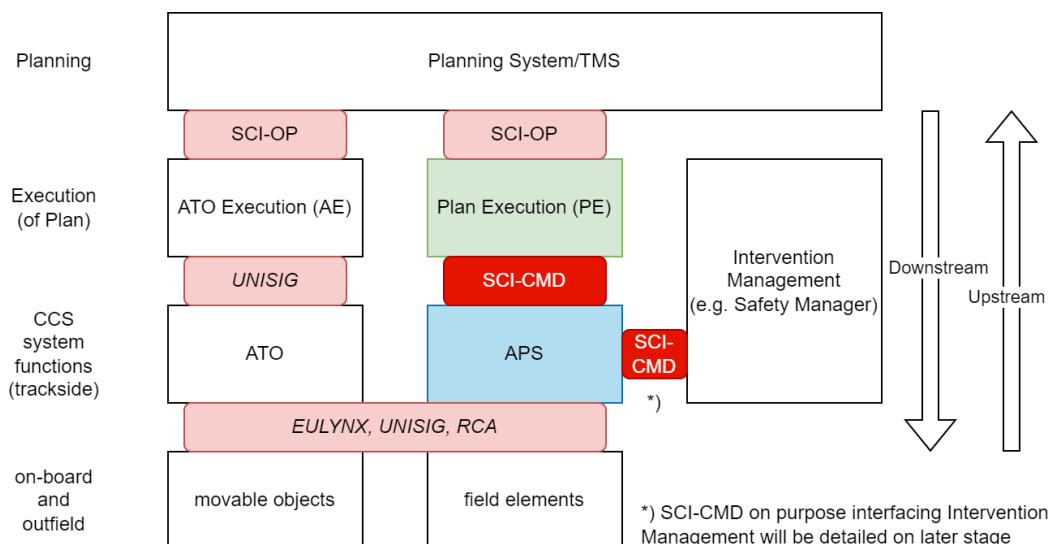 Planning
Planning System/TMS
SCI-OP
SCI-OP
Execution
(of Plan)
ATO Execution (AE)
Plan Execution (PE)
Intervention
Management
(e.g. Safety Manager)
Downstream
Upstream
UNISIG
SCI-CMD
CCS
system
functions
(trackside)
ATO
APS
SCI-
CMD
*)
EULYNX, UNISIG, RCA
on-board
and
outfield
movable objects
field elements
*) SCI-CMD on purpose interfacing Intervention
Management will be detailed on later stage